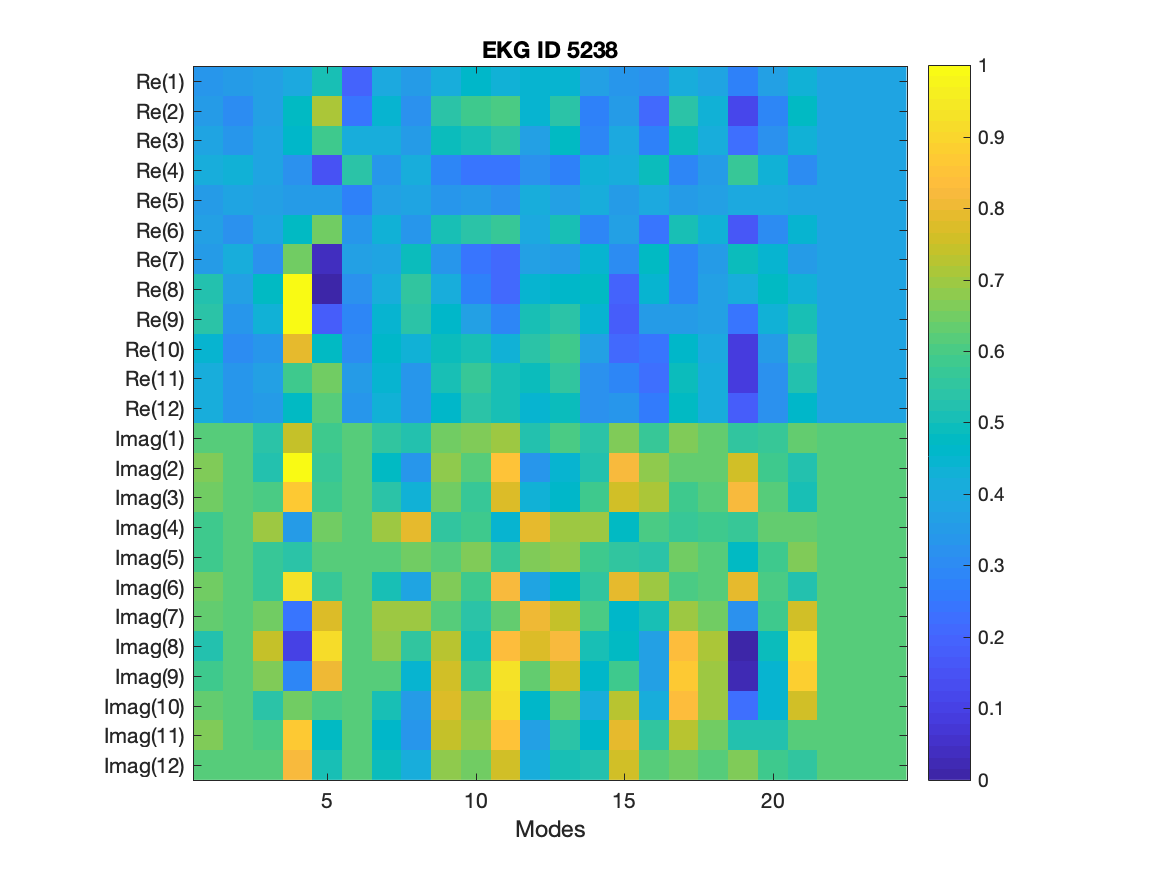 EKG ID 5238
Re(1)
Re(2)
Re(3)
Re(4)
Re(5)
Re(6)
Re(7)
Re(8)
Re(9)
Re(10)
Re(11)
Re(12)
Imag(1)
Imag(2)
Imag(3)
Imag(4)
Imag(5)
Imag(6)
Imag(7)
Imag(8)
Imag(9)
Imag(10)
Imag(11)
Imag(12)
5 10 15 20
Modes
1
0.9
0.8
0.7
0.6
0.5
0.4
0.3
0.2
0.1
0